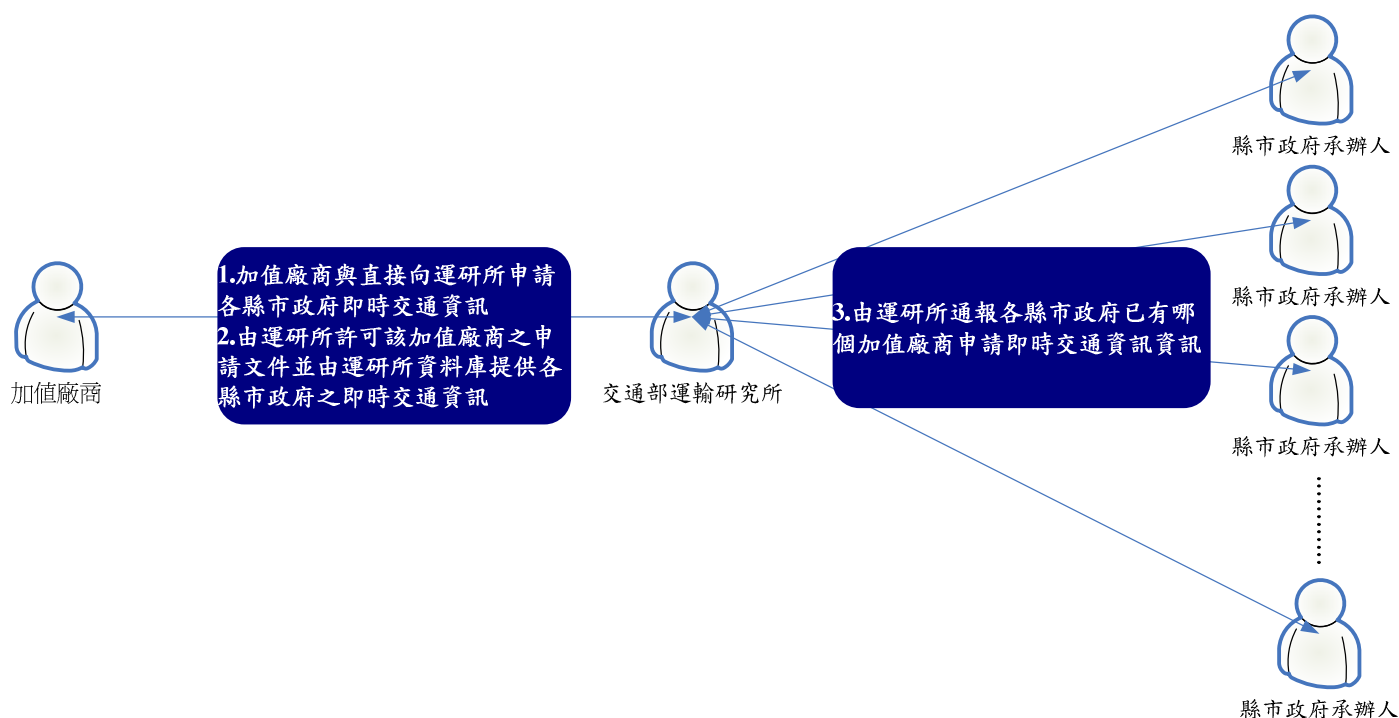 1.加值廠商與直接向運研所申請
各縣市政府即時交通資訊
2.由運研所許可該加值廠商之申
請文件並由運研所資料庫提供各
縣市政府之即時交通資訊
加值廠商
交通部運輸研究所
3.由運研所通報各縣市政府已有哪
個加值廠商申請即時交通資訊資訊
縣市政府承辦人
縣市政府承辦人
縣市政府承辦人
縣市政府承辦人